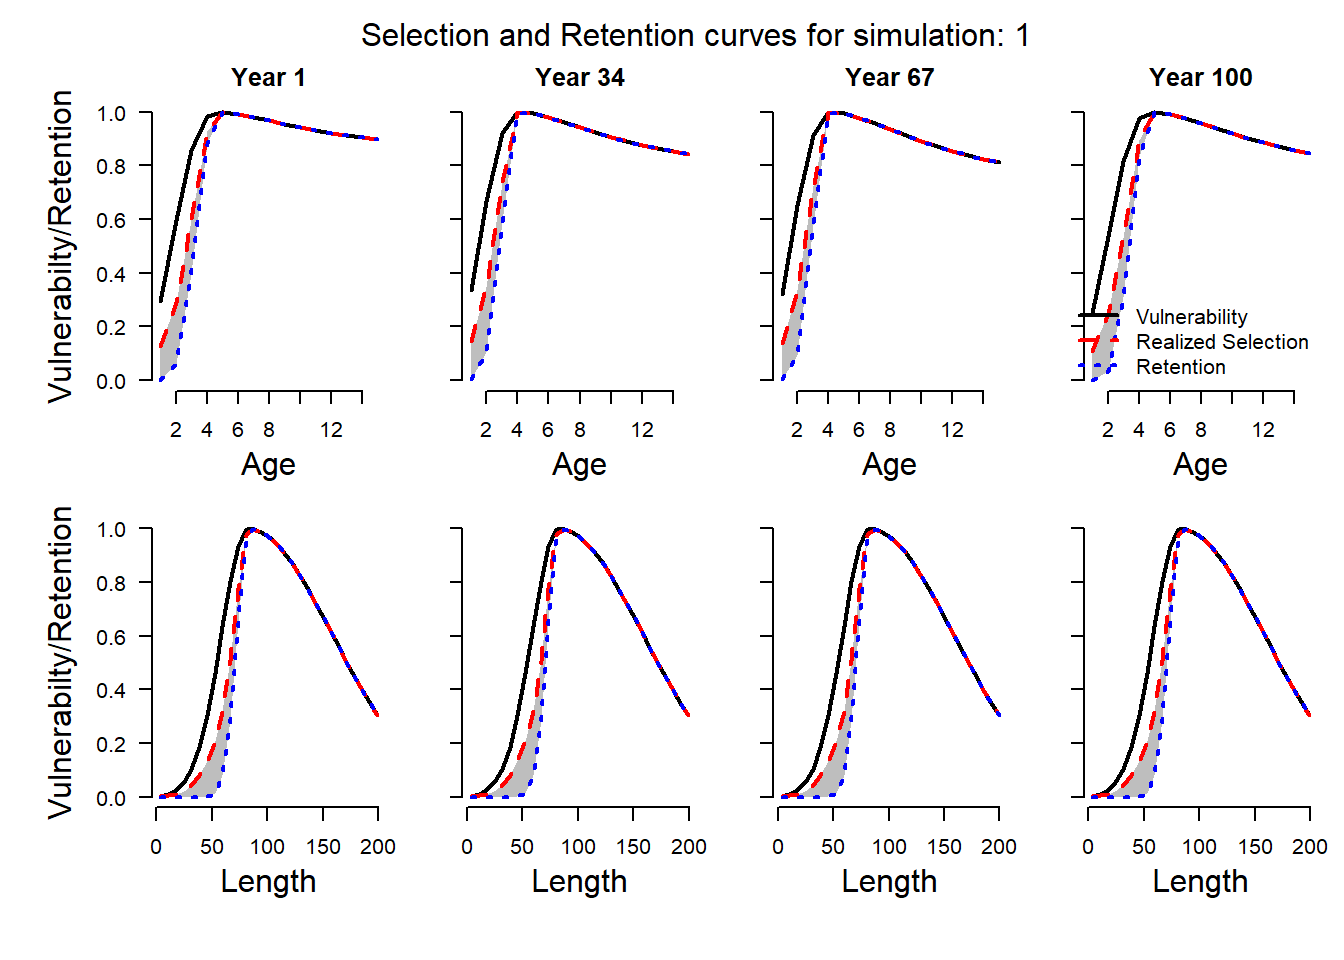 Selection and Retention curves for simulation: 1
Year 1 Year 34 Year 67 Year 100
Vulnerabilty/Retention
1.0
0.8
0.6
0.4
0.2
0.0
Vulnerability
Realized Selection
Retention
2 4 6 8 12 2 4 6 8 12 2 4 6 8 12 2 4 6 8 12
Age Age Age Age
Vulnerabilty/Retention
1.0
0.8
0.6
0.4
0.2
0.0
0 50 100 150 200 0 50 100 150 200 0 50 100 150 200 0 50 100 150 200
Length Length Length Length